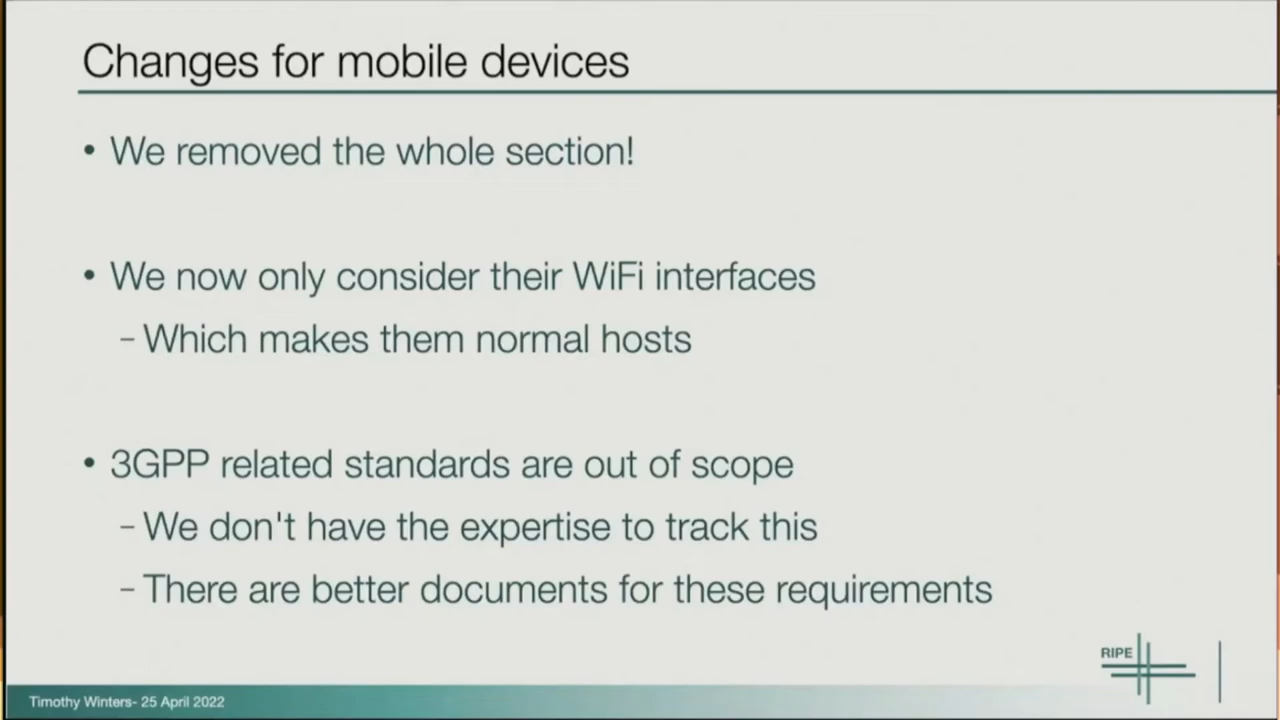 Changes for mobile devices
• We removed the whole section!
• We now only consider their WiFi interfaces
– Which makes them normal hosts
• 3GPP related standards are out of scope
– We don't have the expertise to track this
– There are better documents for these requirements
RIPE
Timothy Winters- 25 April 2022